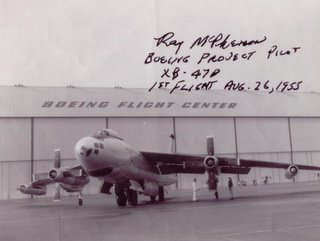 Ray McPherson
BOEING PROJECT PILOT
XB-47D
1ST FLIGHT AUG. 26, 1955
BOEING FLIGHT CENTER